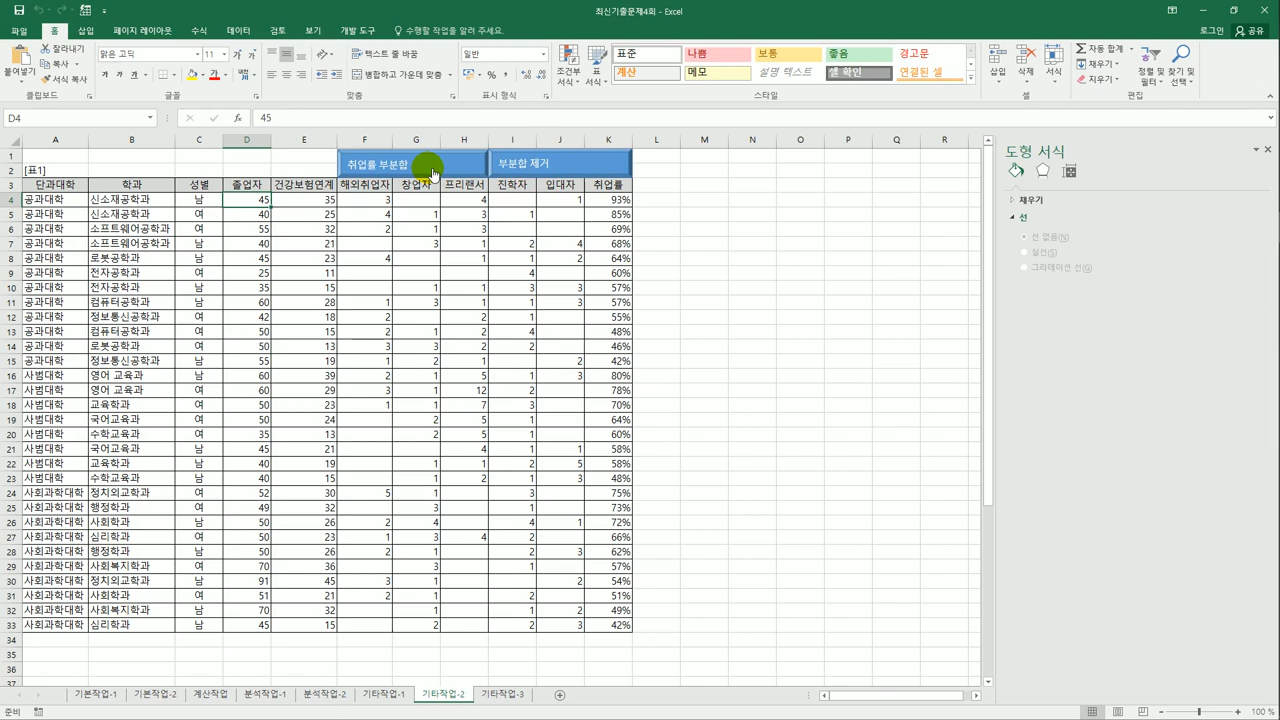 최신기출문제4회 - Excel
파일 홈 삽입 페이지 레이아웃 수식 데이터 검토 보기 개발 도구 수행할 작업을 알려 주세요. 로그인 공유
붙여넣기 잘라내기 복사 서식 복사 클립보드
맑은 고딕 11 가 가 가 글꼴
텍스트 줄 바꿈 병합하고 가운데 맞춤 맞춤
일반 % 표시 형식
조건부 서식 표 서식 표준 나쁨 보통 좋음 경고문
계산 메모 설명 텍스트 셀 확인 연결된 셀 스타일
삽입 삭제 서식 셀
자동 합계 채우기 지우기 정렬 및 필터 찾기 및 선택 편집
D4 fx 45
A B C D E F G H I J K L M N O P Q R
1 취업률 부분합 부분합 제거
2 [표1]
3 단과대학 학과 성별 졸업자 건강보험연계 해외취업자 창업자 프리랜서 진학자 입대자 취업률
4 공과대학 신소재공학과 남 45 35 3 4 1 93%
5 공과대학 신소재공학과 여 40 25 4 1 3 1 85%
6 공과대학 소프트웨어공학과 여 55 32 2 1 3 69%
7 공과대학 소프트웨어공학과 남 40 21 3 1 2 4 68%
8 공과대학 로봇공학과 남 45 23 4 1 1 2 64%
9 공과대학 전자공학과 여 25 11 4 60%
10 공과대학 전자공학과 남 35 15 1 1 3 3 57%
11 공과대학 컴퓨터공학과 남 60 28 1 3 1 1 3 57%
12 공과대학 정보통신공학과 여 42 18 2 2 1 55%
13 공과대학 컴퓨터공학과 여 50 15 2 1 2 4 48%
14 공과대학 로봇공학과 여 50 13 3 3 2 2 46%
15 공과대학 정보통신공학과 남 55 19 1 2 1 2 42%
16 사범대학 영어 교육과 남 60 39 2 1 5 1 3 80%
17 사범대학 영어 교육과 여 60 29 3 1 12 2 78%
18 사범대학 교육학과 여 50 23 1 1 7 3 70%
19 사범대학 국어교육과 여 50 24 2 5 1 64%
20 사범대학 수학교육과 여 35 13 2 5 1 60%
21 사범대학 국어교육과 남 45 21 4 1 1 58%
22 사범대학 교육학과 남 40 19 1 1 2 5 58%
23 사범대학 수학교육과 남 40 15 1 2 1 3 48%
24 사회과학대학 정치외교학과 여 52 30 5 1 3 75%
25 사회과학대학 행정학과 여 49 32 3 1 73%
26 사회과학대학 사회학과 남 50 26 2 4 4 1 72%
27 사회과학대학 심리학과 여 50 23 1 3 4 2 66%
28 사회과학대학 행정학과 남 50 26 2 1 2 3 62%
29 사회과학대학 사회복지학과 여 70 36 3 1 57%
30 사회과학대학 정치외교학과 남 91 45 3 1 2 54%
31 사회과학대학 사회학과 여 51 21 2 1 2 51%
32 사회과학대학 사회복지학과 남 70 32 1 1 2 49%
33 사회과학대학 심리학과 남 45 15 2 2 3 42%
34
35
36
37
도형 서식
채우기
선
선 없음(N)
실선(S)
그라데이션 선(G)
기본작업-1 기본작업-2 계산작업 분석작업-1 분석작업-2 기타작업-1 기타작업-2 기타작업-3
준비 100 %